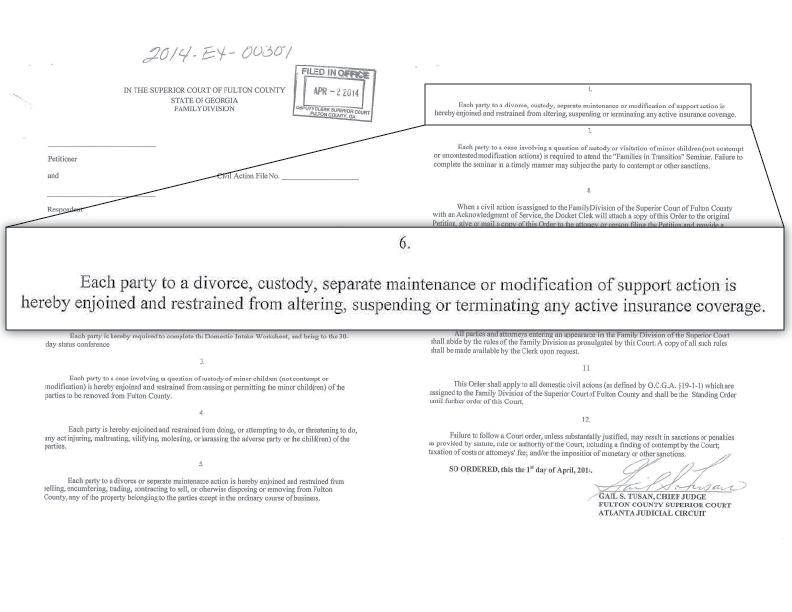 2014-EX-00301
FILED IN OFFICE
APR - 2 2014
DEPUTY CLERK SUPERIOR COURT
FULTON COUNTY, GA
IN THE SUPERIOR COURT OF FULTON COUNTY
STATE OF GEORGIA
FAMILY DIVISION
Petitioner
and
Civil Action File No.
Respondent
6.
Each party to a divorce, custody, separate maintenance or modification of support action is
hereby enjoined and restrained from altering, suspending or terminating any active insurance coverage.
Each party is hereby required to complete the Domestic Intake Worksheet, and bring to the 30-
day status conference
3.
Each party to a case involving a question of custody of minor children (not contempt or
modification) is hereby enjoined and restrained from causing or permitting the minor child(ren) of the
parties to be removed from Fulton County.
4
Each party is hereby enjoined and restrained from doing, or attempting to do, or threatening to do,
any act injuring, maltreating, vilifying, molesting, or harassing the adverse party or the child(ren) of the
parties.
5
Each party to a divorce or separate maintenance action is hereby enjoined and restrained from
selling, encumbering, trading, contracting to sell, or otherwise disposing or removing from Fulton
County, any of the property belonging to the parties except in the ordinary course of business.
Each party to a divorce, custody, separate maintenance or modification of support action is
hereby enjoined and restrained from altering, suspending or terminating any active insurance coverage.
7.
Each party to a case involving a question of custody or visitation of minor children (not contempt
or uncontested modification actions) is required to attend the "Families in Transition" Seminar. Failure to
complete the seminar in a timely manner may subject the party to contempt or other sanctions.
8.
When a civil action is assigned to the Family Division of the Superior Court of Fulton County
with an Acknowledgment of Service, the Docket Clerk will attach a copy of this Order to the original
Petition, give or mail a copy of this Order to the attorney or person filing the Petition and provide a
All parties and attorneys entering an appearance in the Family Division of the Superior Court
shall abide by the rules of the Family Division as promulgated by this Court. A copy of all such rules
shall be made available by the Clerk upon request.
11
This Order shall apply to all domestic civil actions (as defined by O.C.G.A. §19-1-1) which are
assigned to the Family Division of the Superior Court of Fulton County and shall be the Standing Order
until further order of this Court.
12.
Failure to follow a Court order, unless substantially justified, may result in sanctions or penalties
as provided by statute, rule or authority of the Court, including a finding of contempt by the Court;
taxation of costs or attorneys' fee; and/or the imposition of monetary or other sanctions.
SO ORDERED, this the 1st day of April, 201
Gail S. Tusan
GAIL S. TUSAN, CHIEF JUDGE
FULTON COUNTY SUPERIOR COURT
ATLANTA JUDICIAL CIRCUIT